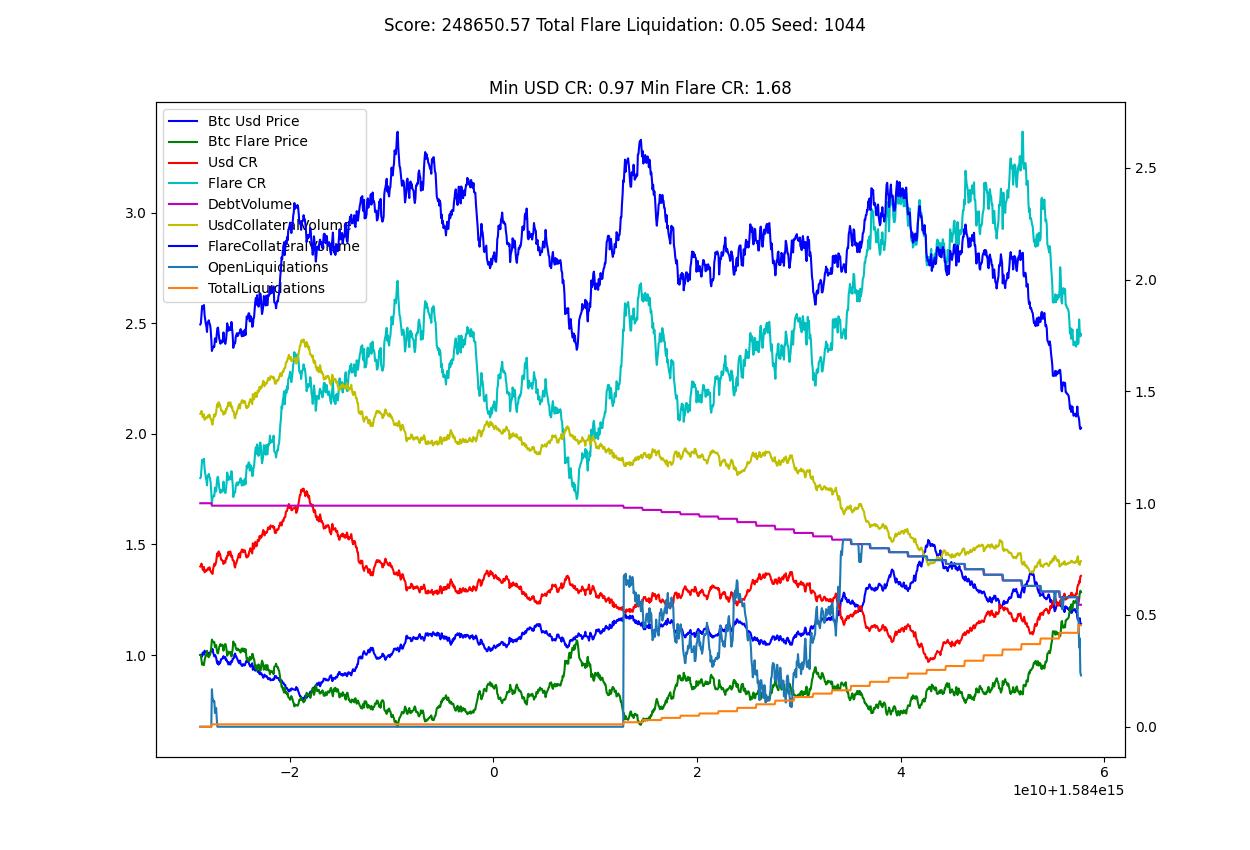 Score: 248650.57 Total Flare Liquidation: 0.05 Seed: 1044
Min USD CR: 0.97 Min Flare CR: 1.68
Btc Usd Price
Btc Flare Price
Usd CR
Flare CR
DebtVolume
UsdCollateralVolume
FlareCollateralVolume
OpenLiquidations
TotalLiquidations
3.0
2.5
2.0
1.5
1.0
2.5
2.0
1.5
1.0
0.5
0.0
−2 0 2 4 6
1e10+1.584e15